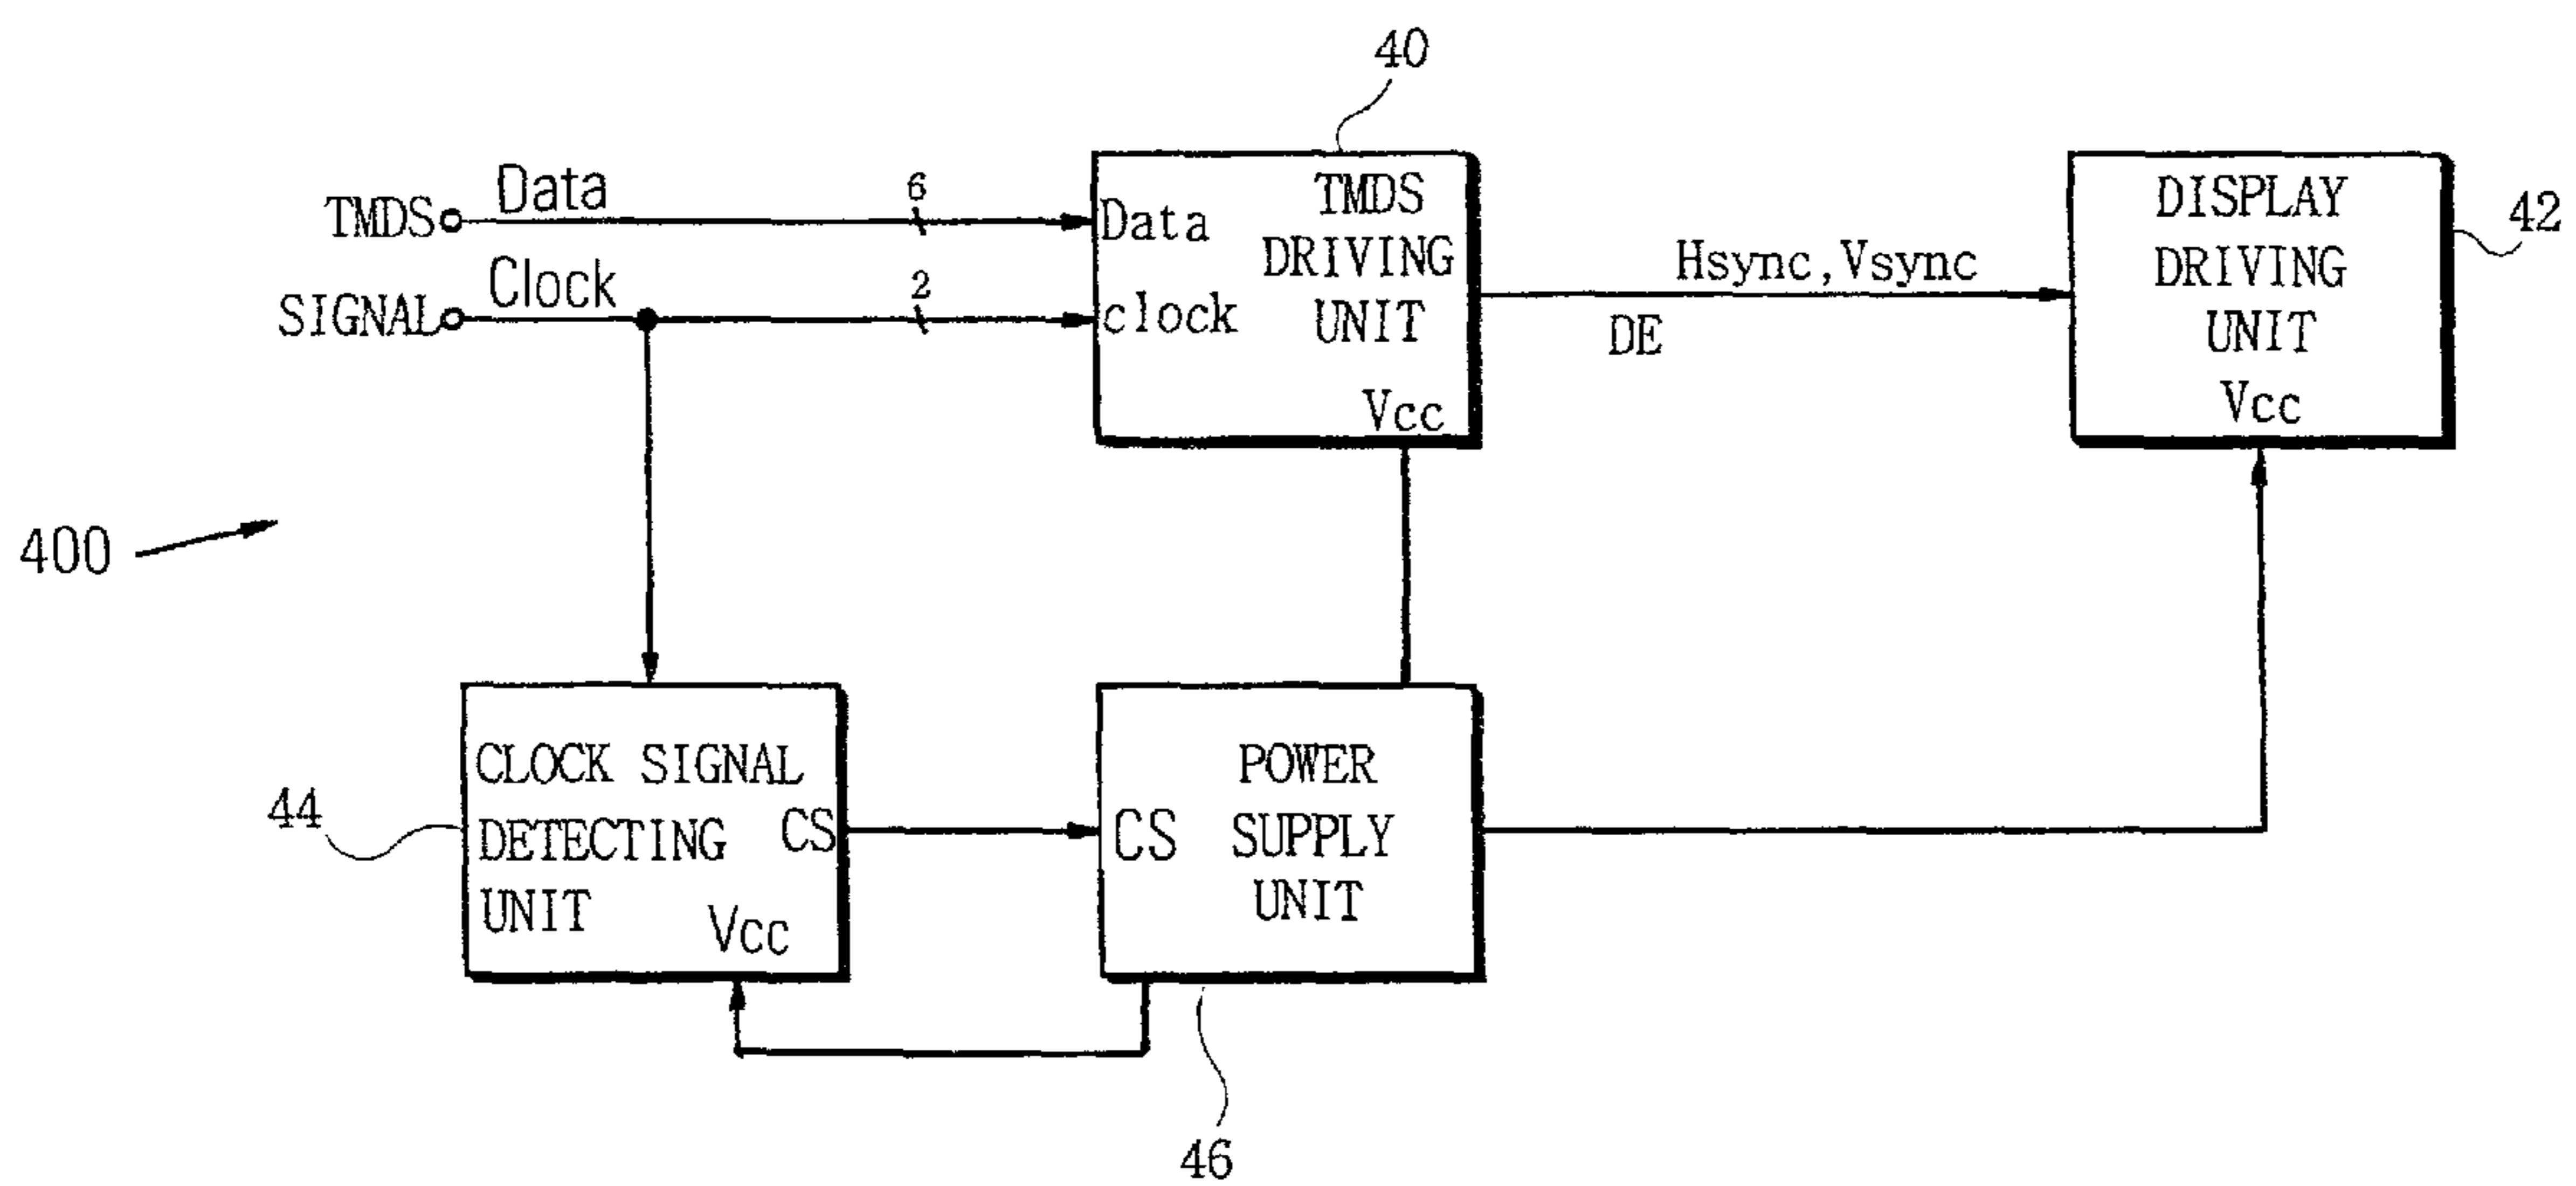 40
TMDS Data 6
SIGNAL Clock 2
Data
clock
TMDS
DRIVING
UNIT
Vcc
Hsync,Vsync
DE
DISPLAY
DRIVING
UNIT
Vcc
42
400
44
CLOCK SIGNAL
DETECTING
UNIT
CS
Vcc
CS
POWER
SUPPLY
UNIT
46